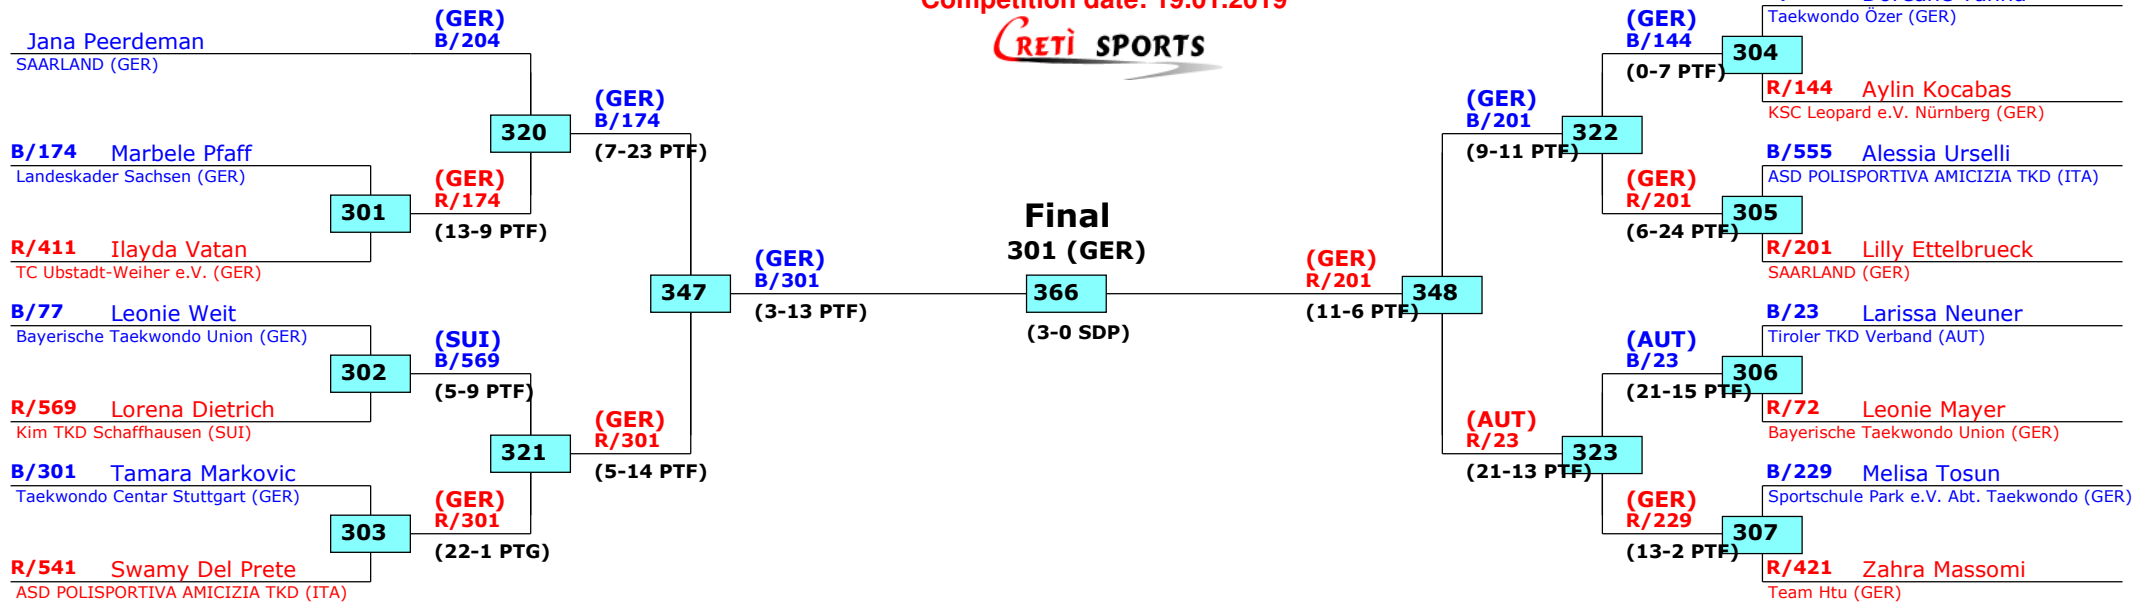 Competition date: 19.01.2019
CRETÌ SPORTS
(GER)
B/204
Jana Peerdeman
SAARLAND (GER)
320
(GER)
B/174
(7-23 PTF)
B/174 Marbele Pfaff
Landeskader Sachsen (GER)
301
(GER)
R/174
(13-9 PTF)
R/411 Ilayda Vatan
TC Ubstadt-Weiher e.V. (GER)
347
(GER)
B/301
(3-13 PTF)
B/77 Leonie Weit
Bayerische Taekwondo Union (GER)
302
(SUI)
B/569
(5-9 PTF)
R/569 Lorena Dietrich
Kim TKD Schaffhausen (SUI)
321
(GER)
R/301
(5-14 PTF)
B/301 Tamara Markovic
Taekwondo Centar Stuttgart (GER)
303
(GER)
R/301
(22-1 PTG)
R/541 Swamy Del Prete
ASD POLISPORTIVA AMICIZIA TKD (ITA)
Final
301 (GER)
366
(3-0 SDP)
(GER)
R/201
(11-6 PTF)
348
(GER)
B/201
(9-11 PTF)
322
(GER)
B/144
(0-7 PTF)
304
Taekwondo Özer (GER)
R/144 Aylin Kocabas
KSC Leopard e.V. Nürnberg (GER)
B/555 Alessia Urselli
ASD POLISPORTIVA AMICIZIA TKD (ITA)
(GER)
R/201
(6-24 PTF)
305
R/201 Lilly Ettelbrueck
SAARLAND (GER)
B/23 Larissa Neuner
Tiroler TKD Verband (AUT)
(AUT)
B/23
(21-15 PTF)
306
R/72 Leonie Mayer
Bayerische Taekwondo Union (GER)
(AUT)
R/23
(21-13 PTF)
323
B/229 Melisa Tosun
Sportschule Park e.V. Abt. Taekwondo (GER)
(GER)
R/229
(13-2 PTF)
307
R/421 Zahra Massomi
Team Htu (GER)